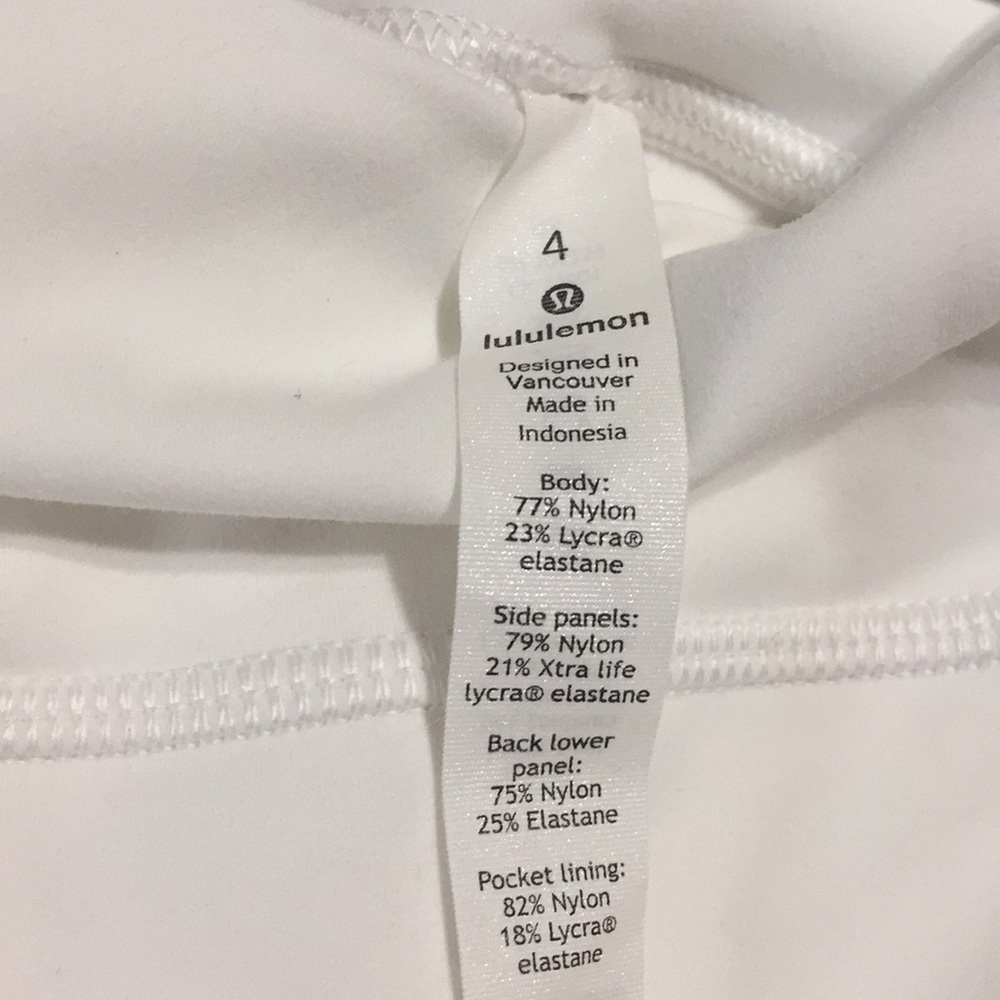 4
lululemon
Designed in
Vancouver
Made in
Indonesia
Body:
77% Nylon
23% Lycra®
elastane
Side panels:
79% Nylon
21% Xtra life
lycra® elastane
Back lower
panel:
75% Nylon
25% Elastane
Pocket lining:
82% Nylon
18% Lycra®
elastane